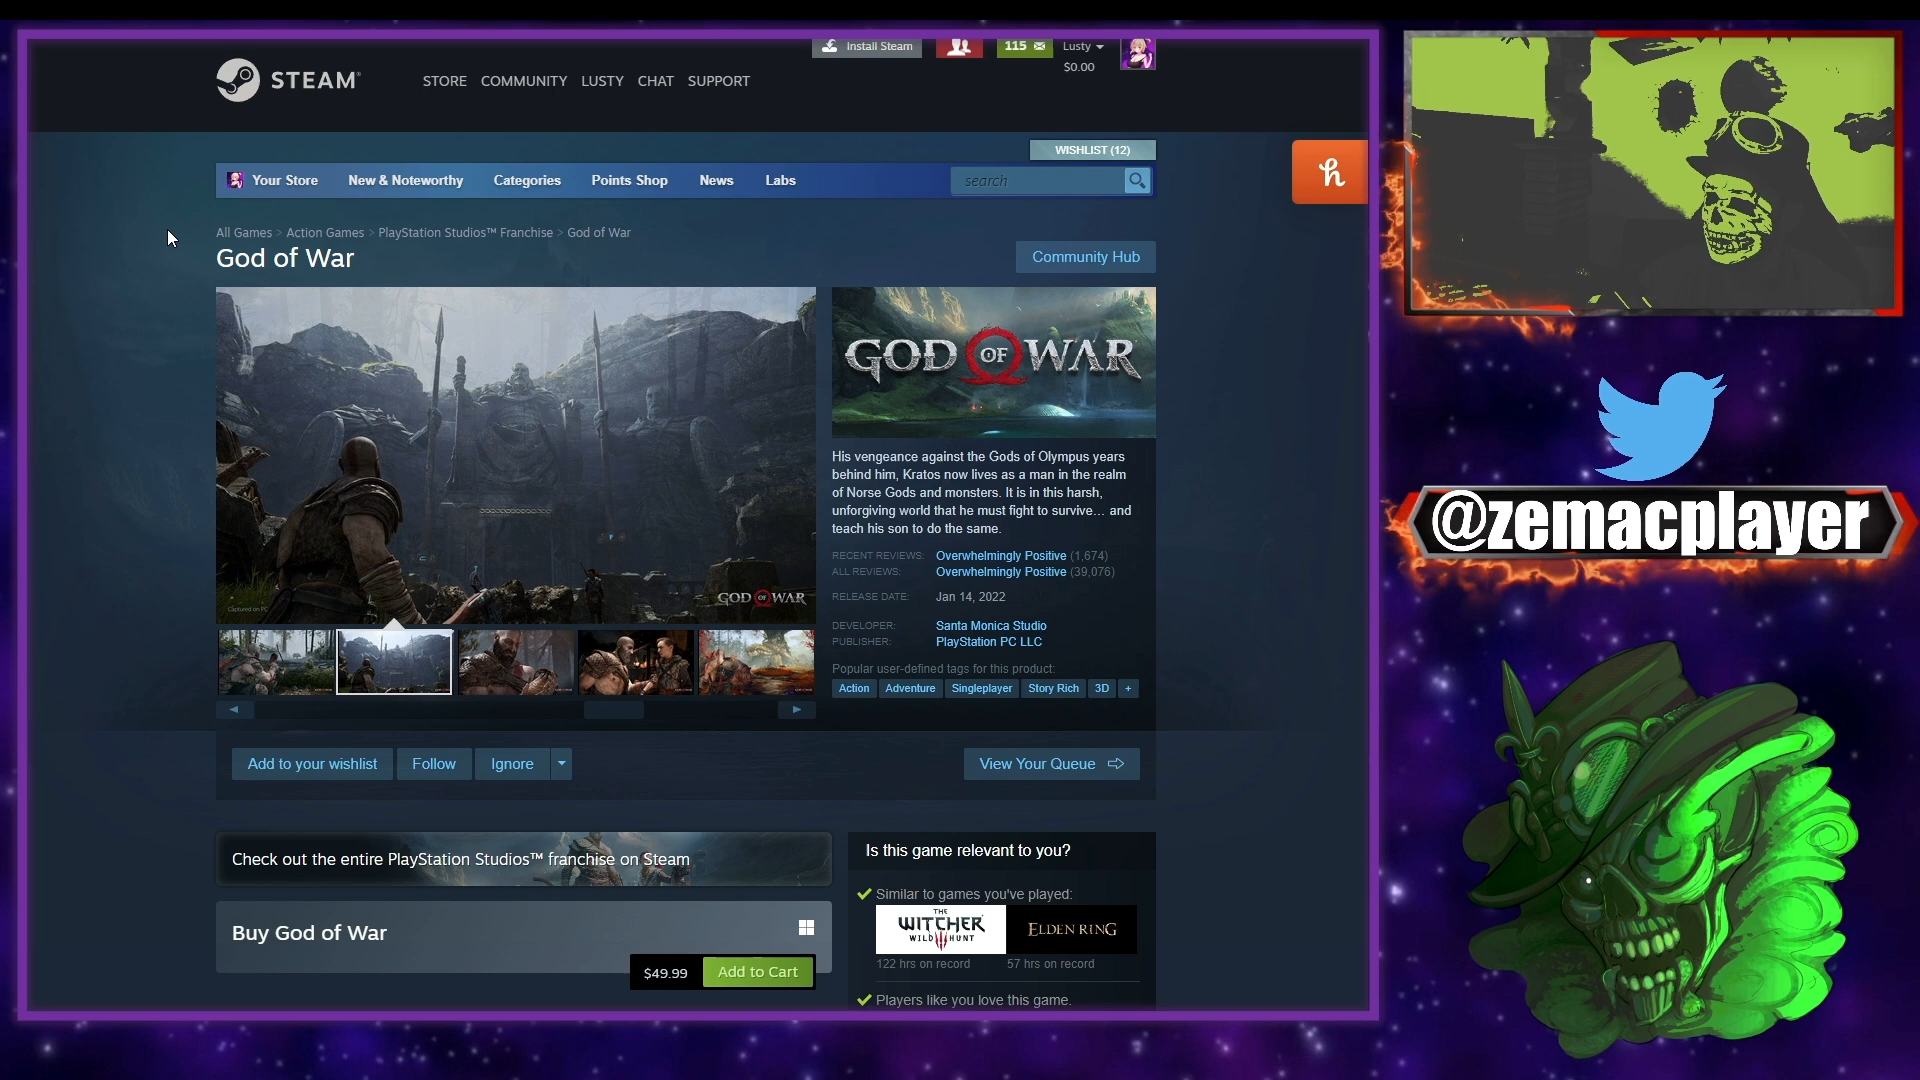 Install Steam
115
Lusty
$0.00
STEAM
STORE COMMUNITY LUSTY CHAT SUPPORT
WISHLIST (12)
Your Store New & Noteworthy Categories Points Shop News Labs
search
All Games > Action Games > PlayStation Studios™ Franchise > God of War
God of War
Community Hub
GOD OF WAR
His vengeance against the Gods of Olympus years
behind him, Kratos now lives as a man in the realm
of Norse Gods and monsters. It is in this harsh,
unforgiving world that he must fight to survive… and
teach his son to do the same.
RECENT REVIEWS: Overwhelmingly Positive (1,674)
ALL REVIEWS: Overwhelmingly Positive (39,076)
RELEASE DATE: Jan 14, 2022
DEVELOPER: Santa Monica Studio
PUBLISHER: PlayStation PC LLC
Popular user-defined tags for this product:
Action Adventure Singleplayer Story Rich 3D +
Captured on PC
GOD OF WAR
Add to your wishlist Follow Ignore
View Your Queue
Check out the entire PlayStation Studios™ franchise on Steam
Buy God of War
$49.99 Add to Cart
Is this game relevant to you?
Similar to games you've played:
THE
WITCHER
WILD HUNT
ELDEN RING
122 hrs on record 57 hrs on record
Players like you love this game.
@zemacplayer